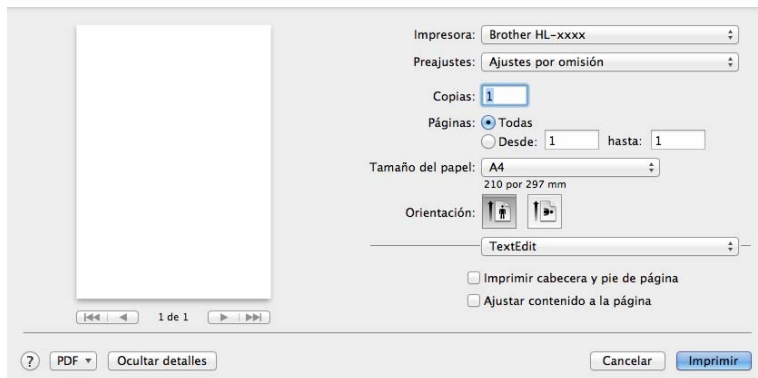 Impresora: Brother HL-xxxx
Preajustes: Ajustes por omisión
Copias: 1
Páginas: Todas
Desde: 1 hasta: 1
Tamaño del papel: A4
210 por 297 mm
Orientación:
TextEdit
Imprimir cabecera y pie de página
Ajustar contenido a la página
1 de 1
? PDF Ocultar detalles Cancelar Imprimir